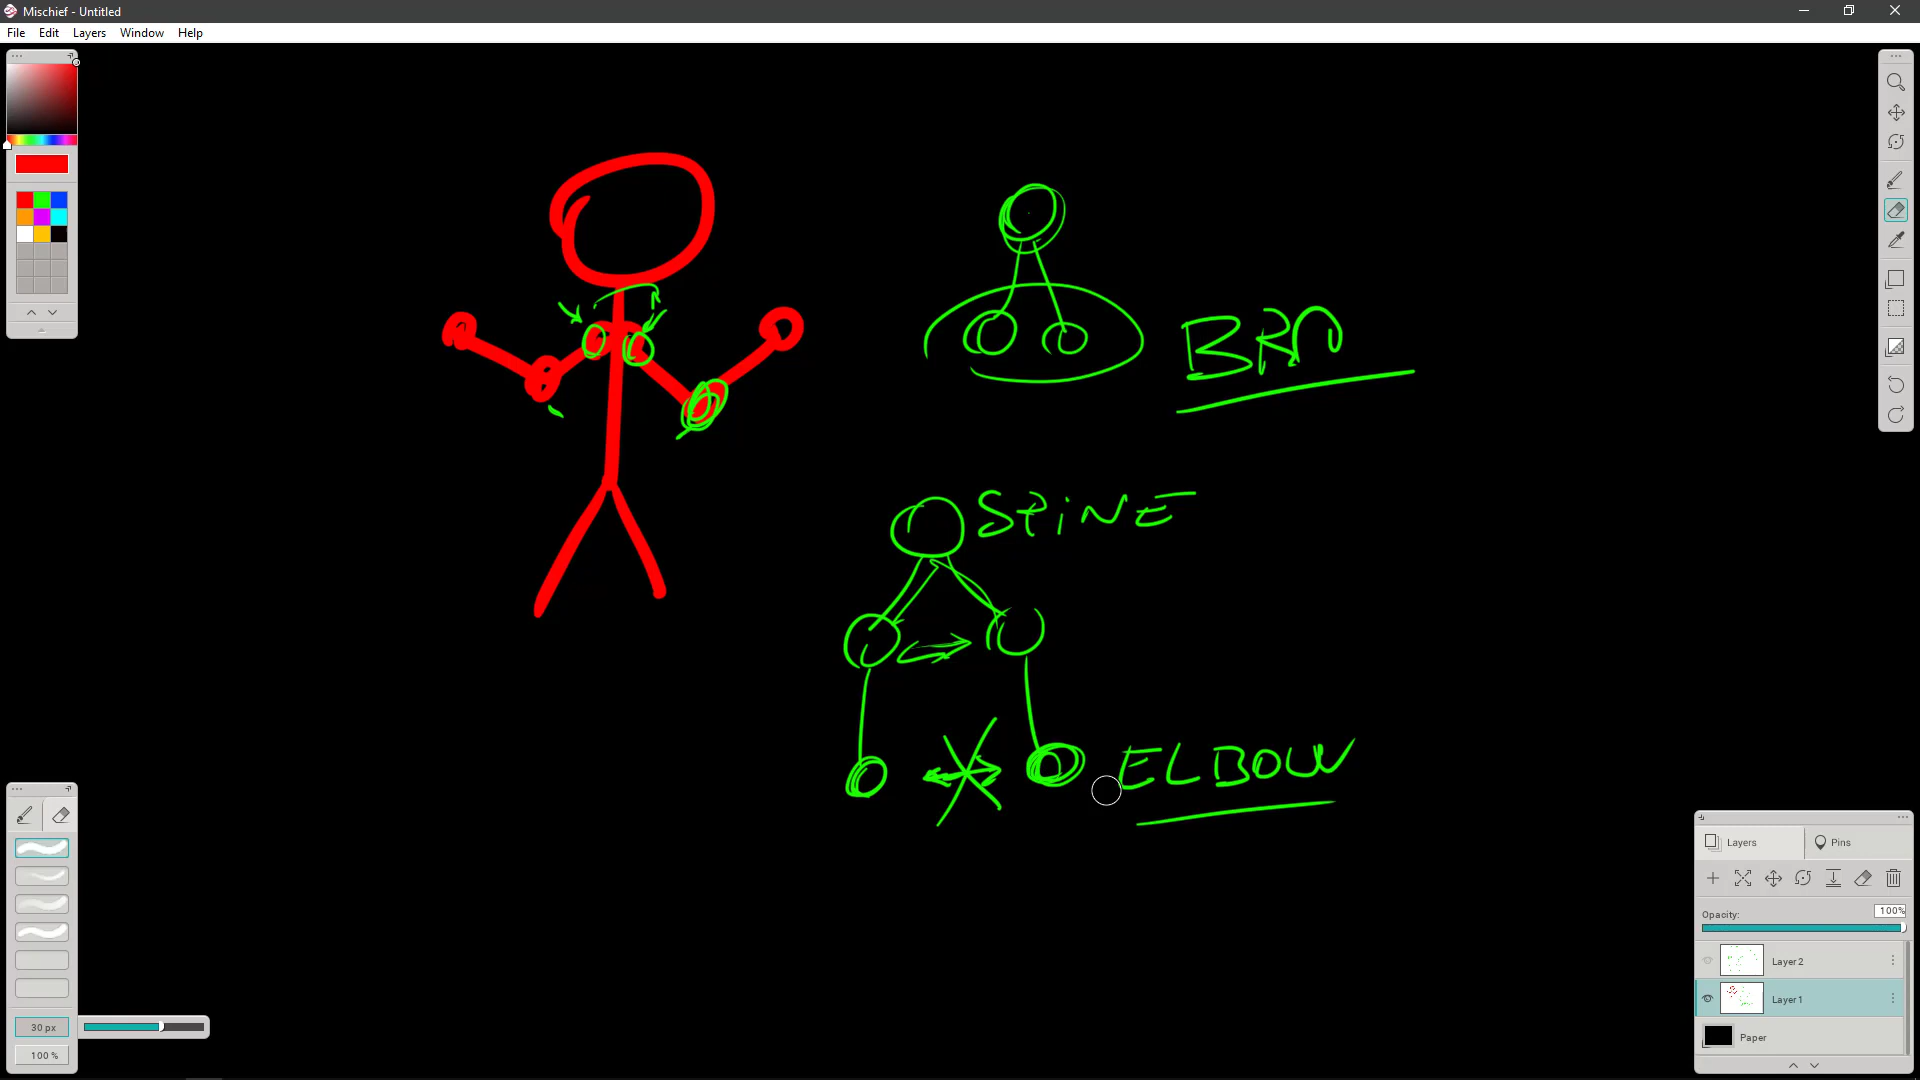 Mischief - Untitled
File Edit Layers Window Help
BRO
SPiNE
ELBOW
30 px
100 %
Layers Pins
Opacity: 100%
Layer 2
Layer 1
Paper